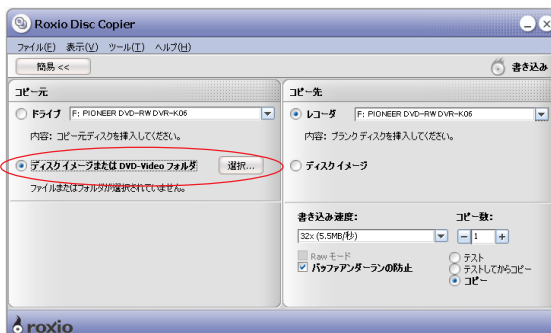 Roxio Disc Copier
ファイル(F) 表示(V) ツール(T) ヘルプ(H)
簡易 << 書き込み
コピー元
ドライブ F: PIONEER DVD-RW DVR-K06
内容: コピー元ディスクを挿入してください。
ディスクイメージまたは DVD-Video フォルダ 選択...
ファイルまたはフォルダが選択されていません。
コピー先
レコーダ F: PIONEER DVD-RW DVR-K06
内容: ブランク ディスクを挿入してください。
ディスクイメージ
書き込み速度: コピー数:
32x (5.5MB/秒) 1
Raw モード
バッファアンダーランの防止
テスト
テストしてからコピー
コピー
roxio